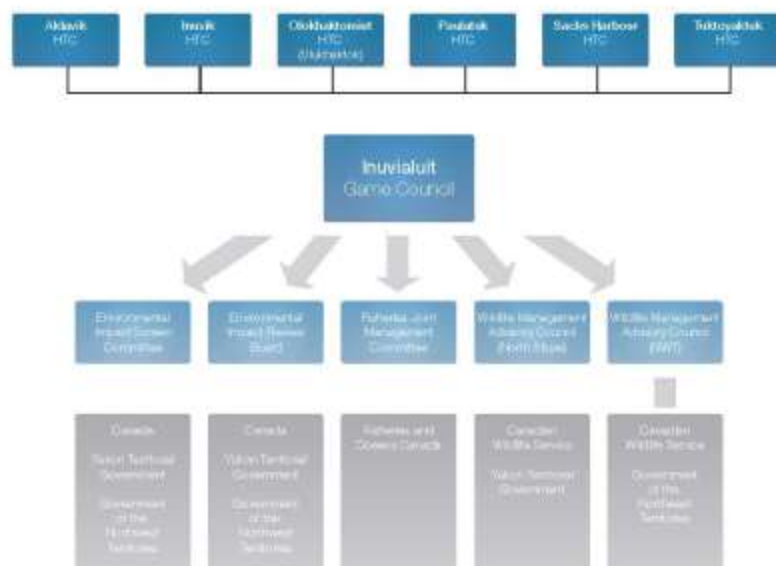 Aklavik
HTC
Inuvik
HTC
Olokhaktomiut
HTC
(Ulukhaktok)
Paulatuk
HTC
Sachs Harbour
HTC
Tuktoyaktuk
HTC
Inuvialuit
Game Council
Environmental
Impact Screen
Committee
Environmental
Impact Review
Board
Fisheries Joint
Management
Committee
Wildlife Management
Advisory Council
(North Slope)
Wildlife Management
Advisory Council
(NWT)
Canada
Yukon Territorial
Government
Government
of the
Northwest
Territories
Canada
Yukon Territorial
Government
Government
of the
Northwest
Territories
Fisheries and
Oceans Canada
Canadian
Wildlife Service
Yukon Territorial
Government
Canadian
Wildlife Service
Government
of the
Northwest
Territories